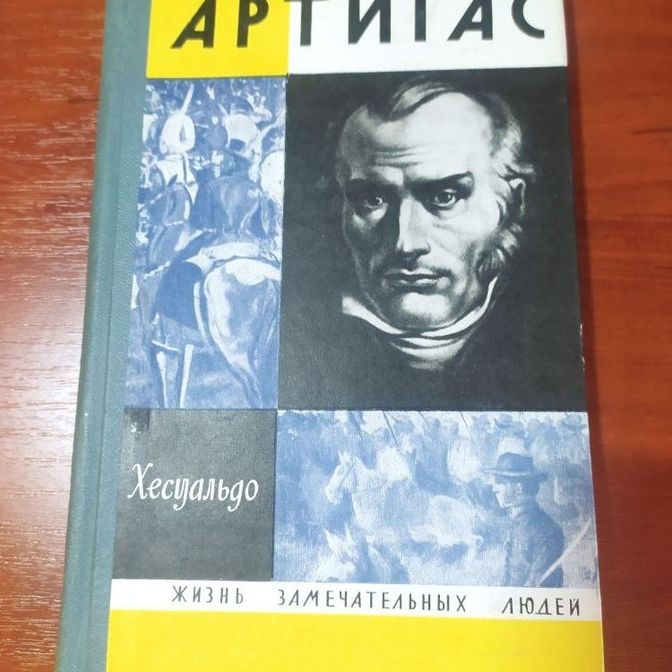 АРТИГАС
Хесуальдо
ЖИЗНЬ ЗАМЕЧАТЕЛЬНЫХ ЛЮДЕЙ